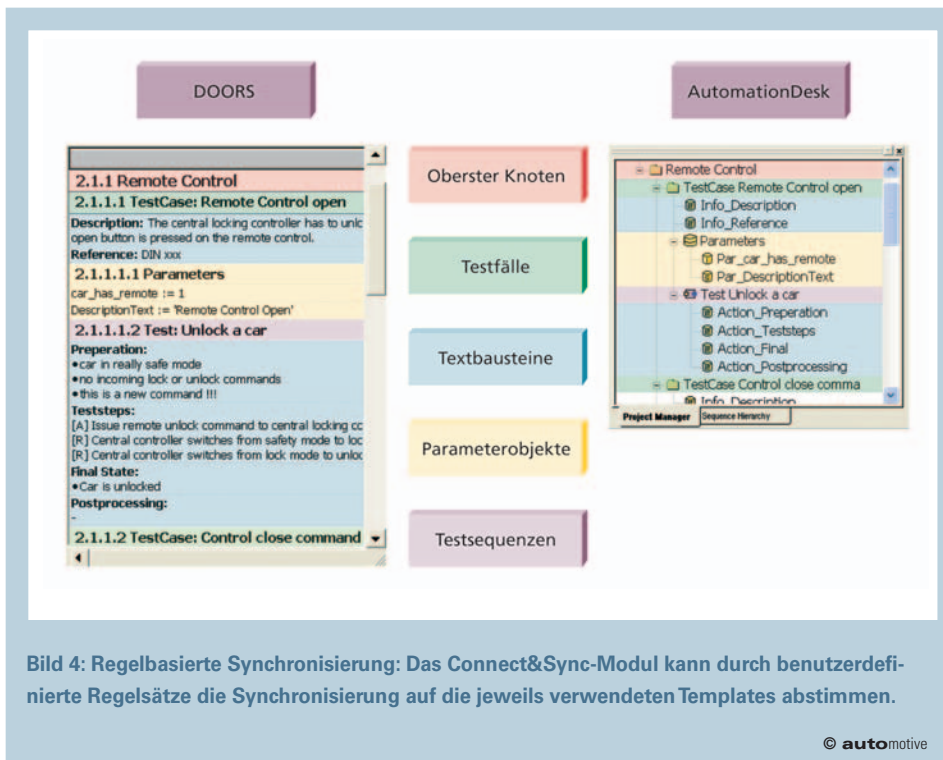 DOORS
AutomationDesk
2.1.1 Remote Control
2.1.1.1 TestCase: Remote Control open
Description: The central locking controller has to unlc
open button is pressed on the remote control.
Reference: DIN xxx
2.1.1.1.1 Parameters
car_has_remote := 1
DescriptionText := 'Remote Control Open'
2.1.1.1.2 Test: Unlock a car
Preperation:
•car in really safe mode
•no incoming lock or unlock commands
•this is a new command !!!
Teststeps:
[A] Issue remote unlock command to central locking cc
[R] Central controller switches from safety mode to loc
[R] Central controller switches from lock mode to unloc
Final State:
•Car is unlocked
Postprocessing:
-
2.1.1.2 TestCase: Control close command
Oberster Knoten
Testfälle
Textbausteine
Parameterobjekte
Testsequenzen
Remote Control
TestCase Remote Control open
Info_Description
Info_Reference
Parameters
Par_car_has_remote
Par_DescriptionText
Test Unlock a car
Action_Preperation
Action_Teststeps
Action_Final
Action_Postprocessing
TestCase Control close comma
Info_Description
Project Manager Sequence Hierarchy
Bild 4: Regelbasierte Synchronisierung: Das Connect&Sync-Modul kann durch benutzerdefi-
nierte Regelsätze die Synchronisierung auf die jeweils verwendeten Templates abstimmen.
© automotive